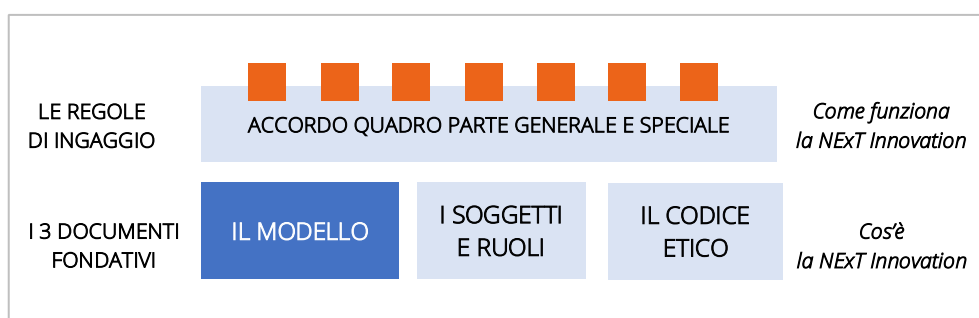 LE REGOLE
DI INGAGGIO
ACCORDO QUADRO PARTE GENERALE E SPECIALE
Come funziona
la NExT Innovation
I 3 DOCUMENTI
FONDATIVI
IL MODELLO
I SOGGETTI
E RUOLI
IL CODICE
ETICO
Cos’è
la NExT Innovation